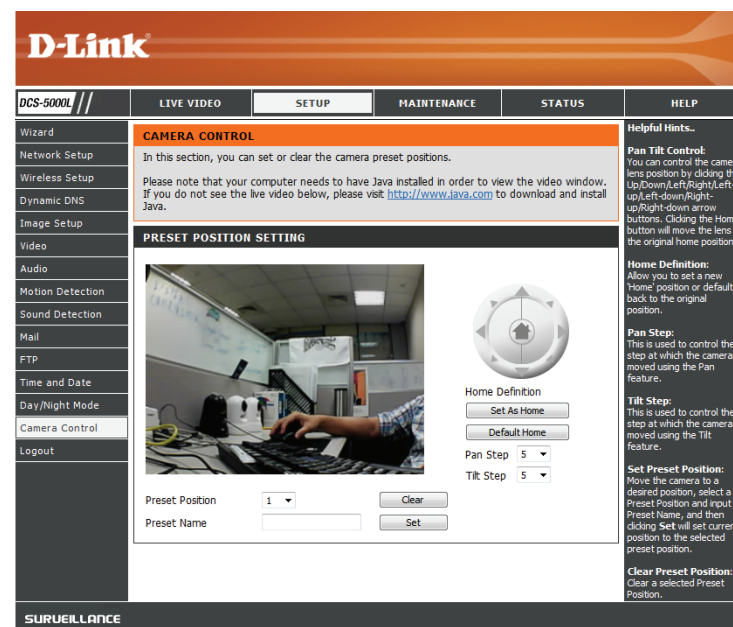 D-Link®
DCS-5000L //
LIVE VIDEO
SETUP
MAINTENANCE
STATUS
HELP
Wizard
Network Setup
Wireless Setup
Dynamic DNS
Image Setup
Video
Audio
Motion Detection
Sound Detection
Mail
FTP
Time and Date
Day/Night Mode
Camera Control
Logout
CAMERA CONTROL
In this section, you can set or clear the camera preset positions.
Please note that your computer needs to have Java installed in order to view the video window.
If you do not see the live video below, please visit http://www.java.com to download and install
Java.
PRESET POSITION SETTING
Home Definition
Set As Home
Default Home
Pan Step 5
Tilt Step 5
Preset Position 1 Clear
Preset Name Set
Helpful Hints..
Pan Tilt Control:
You can control the
lens position by clicking
Up/Down/Left/Right/Left-
up/Left-down/Right-
up/Right-down arrow
buttons. Clicking the
button will move the lens
the original home position
Home Definition:
Allow you to set a new
'Home' position or default
back to the original
position.
Pan Step:
This is used to control
step at which the camera
moved using the Pan
feature.
Tilt Step:
This is used to control
step at which the camera
moved using the Tilt
feature.
Set Preset Position:
Move the camera to a
desired position, select a
Preset Position and input
Preset Name, and then
clicking Set will set
position to the selected
preset position.
Clear Preset Position:
Clear a selected Preset
Position.
SURVEILLANCE